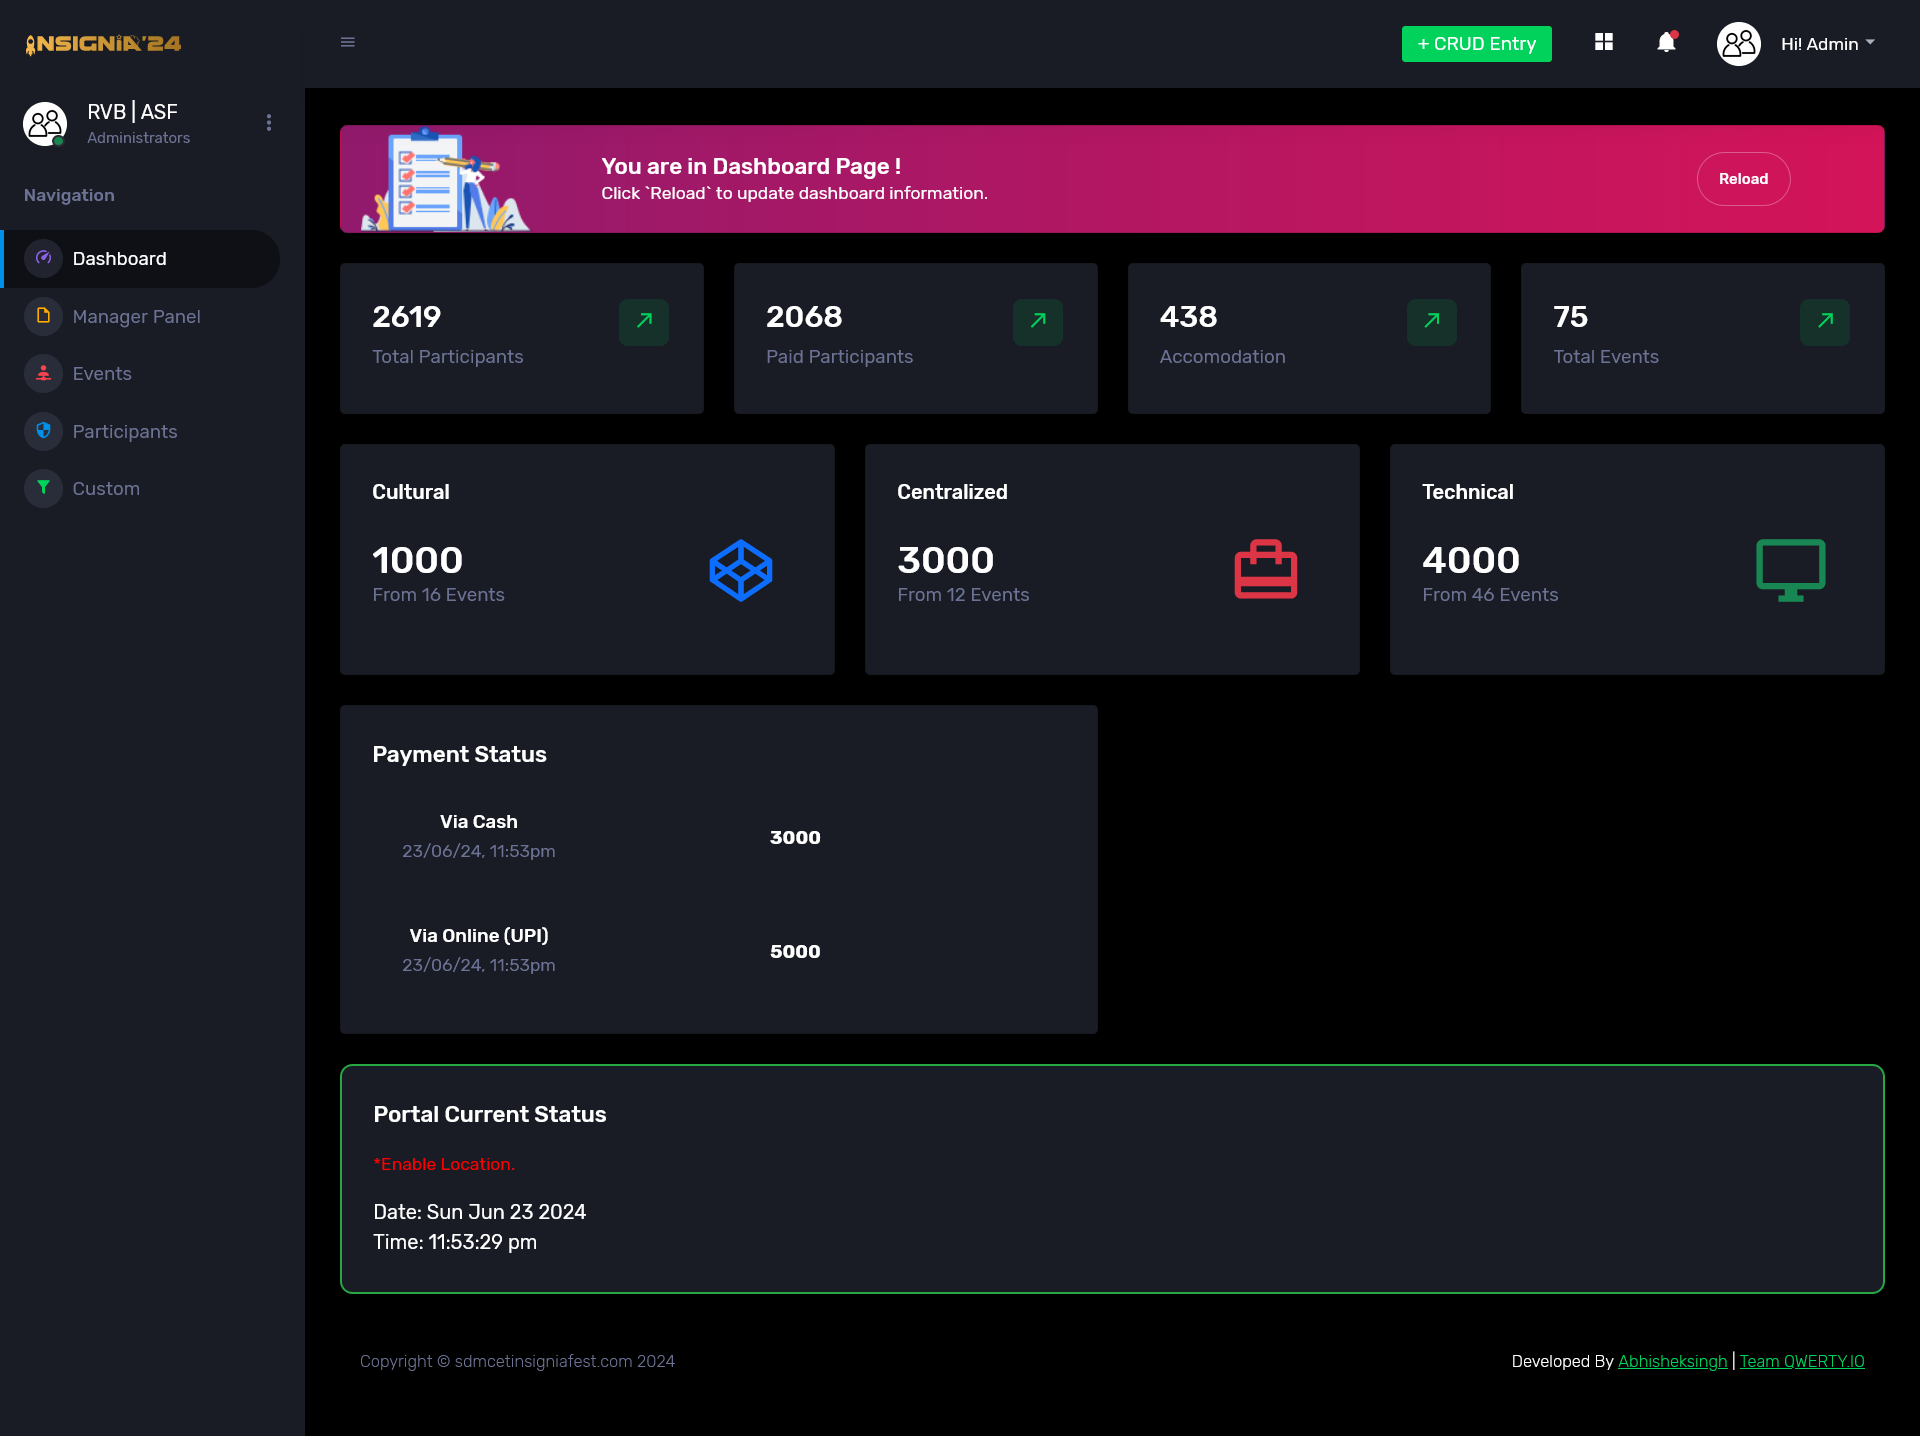 INSIGNIA'24
+ CRUD Entry
Hi! Admin
RVB | ASF
Administrators
Navigation
Dashboard
Manager Panel
Events
Participants
Custom
You are in Dashboard Page !
Click `Reload` to update dashboard information.
Reload
2619
Total Participants
2068
Paid Participants
438
Accomodation
75
Total Events
Cultural
1000
From 16 Events
Centralized
3000
From 12 Events
Technical
4000
From 46 Events
Payment Status
Via Cash
23/06/24, 11:53pm
3000
Via Online (UPI)
23/06/24, 11:53pm
5000
Portal Current Status
*Enable Location.
Date: Sun Jun 23 2024
Time: 11:53:29 pm
Copyright © sdmcetinsigniafest.com 2024
Developed By Abhisheksingh | Team QWERTY.IO